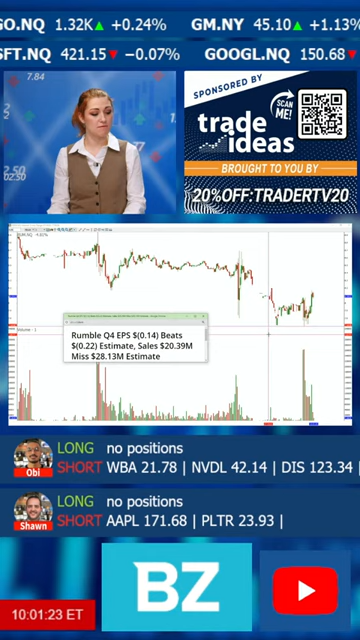 GO.NQ 1.32K▲ +0.24% GM.NY 45.10▲ +1.13%
SFT.NQ 421.15▼ −0.07% GOOGL.NQ 150.68▼
7.84
SPONSORED BY
SCAN ME!
trade ideas
BROUGHT TO YOU BY
20%OFF:TRADERTV20
Volume
Rumble Q4 EPS $(0.14) Beats
$(0.22) Estimate, Sales $20.39M
Miss $28.13M Estimate
LONG no positions
SHORT WBA 21.78 | NVDL 42.14 | DIS 123.34 |
Obi
LONG no positions
SHORT AAPL 171.68 | PLTR 23.93 |
Shawn
10:01:23 ET
BZ